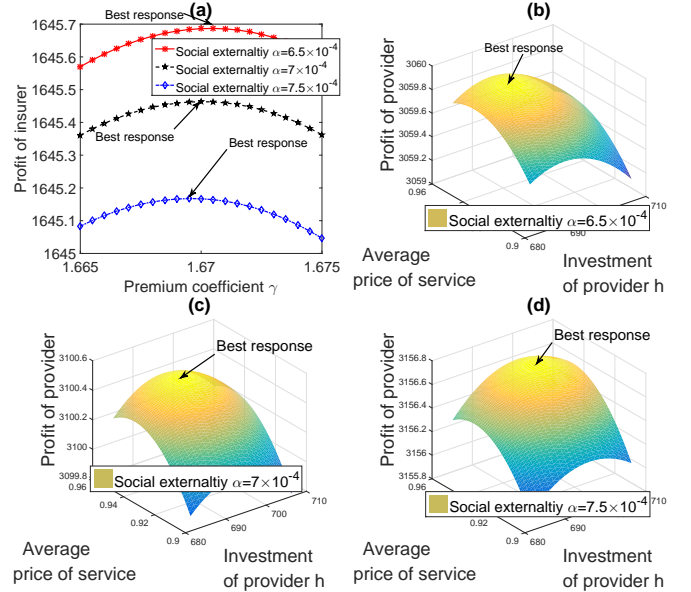 (a)
Best response
1645.7
1645.6
1645.5
1645.4
1645.3
1645.2
1645.1
1645
Profit of insurer
Social externaltiy α=6.5×10-4
Social externaltiy α=7×10-4
Social externaltiy α=7.5×10-4
Best response
Best response
1.665
1.67
1.675
Premium coefficient γ
(b)
Best response
3060
3059.8
3059.6
3059.4
3059.2
3059
Profit of provider
0.96
0.9
680
690
710
Social externaltiy α=6.5×10-4
Average
price of service
Investment
of provider h
(c)
Best response
3100.6
3100.4
3100.2
3100
3099.8
Profit of provider
0.96
0.94
0.92
0.9
680
690
700
710
Social externaltiy α=7×10-4
Average
price of service
Investment
of provider h
(d)
Best response
3156.8
3156.6
3156.4
3156.2
3156
3155.8
Profit of provider
0.96
0.9
680
690
710
Social externaltiy α=7.5×10-4
Average
price of service
Investment
of provider h